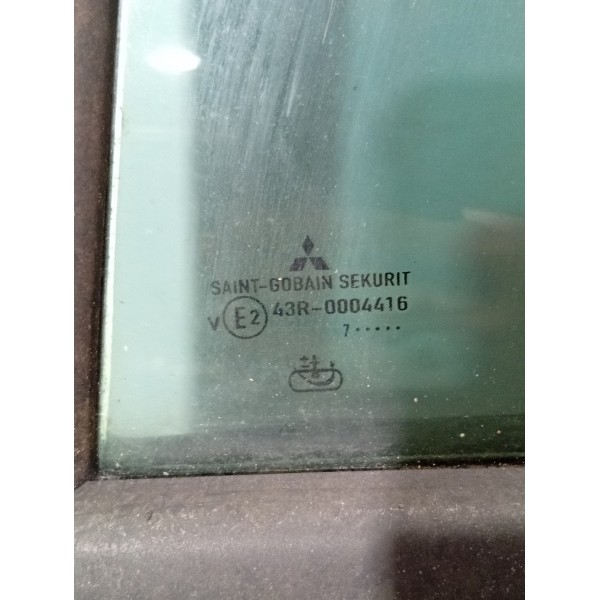 SAINT-GOBAIN SEKURIT
V E2 43R-0004416
7·····